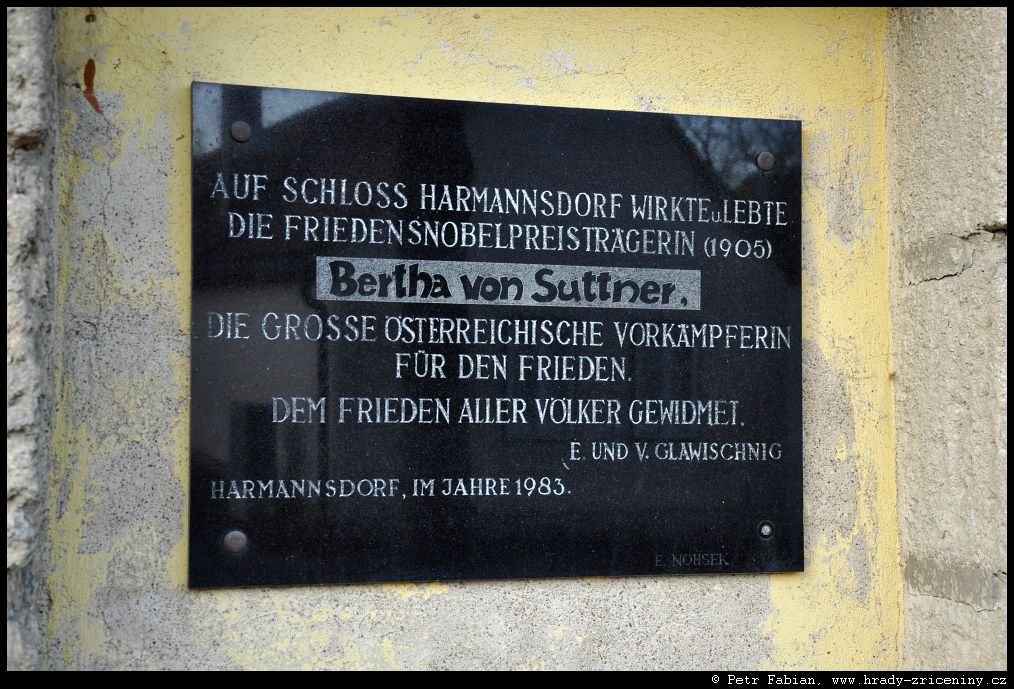 AUF SCHLOSS HARMANNSDORF WIRKTE u. LEBTE
DIE FRIEDENSNOBELPREISTRÄGERIN (1905)
Bertha von Suttner,
DIE GROSSE ÖSTERREICHISCHE VORKÄMPFERIN
FÜR DEN FRIEDEN.
DEM FRIEDEN ALLER VÖLKER GEWIDMET.
E. UND V. GLAWISCHNIG
HARMANNSDORF, IM JAHRE 1983.
E. NOHSEK
© Petr Fabian, www.hrady-zriceniny.cz